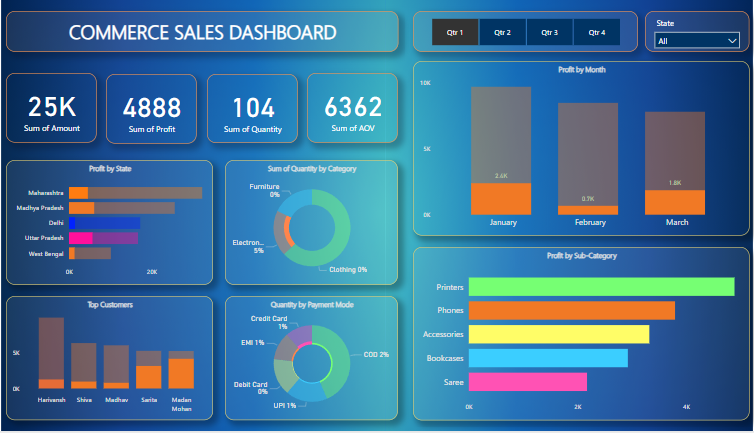 COMMERCE SALES DASHBOARD
Qtr 1
Qtr 2
Qtr 3
Qtr 4
State
All
25K
Sum of Amount
4888
Sum of Profit
104
Sum of Quantity
6362
Sum of AOV
Profit by Month
10K
5K
0K
2.4K
0.7K
1.8K
January
February
March
Profit by State
Maharashtra
Madhya Pradesh
Delhi
Uttar Pradesh
West Bengal
0K
20K
Sum of Quantity by Category
Furniture
0%
Electron...
5%
Clothing 0%
Profit by Sub-Category
Printers
Phones
Accessories
Bookcases
Saree
0K
2K
4K
Top Customers
5K
0K
Harivansh
Shiva
Madhav
Sarita
Madan
Mohan
Quantity by Payment Mode
Credit Card
1%
EMI 1%
COD 2%
Debit Card
0%
UPI 1%